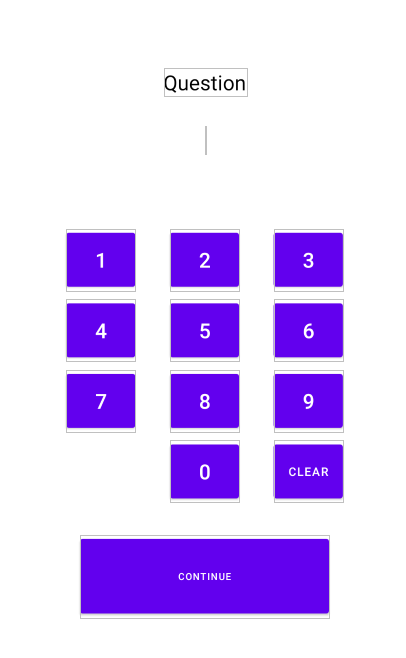 Question
1 2 3
4 5 6
7 8 9
0 CLEAR
CONTINUE